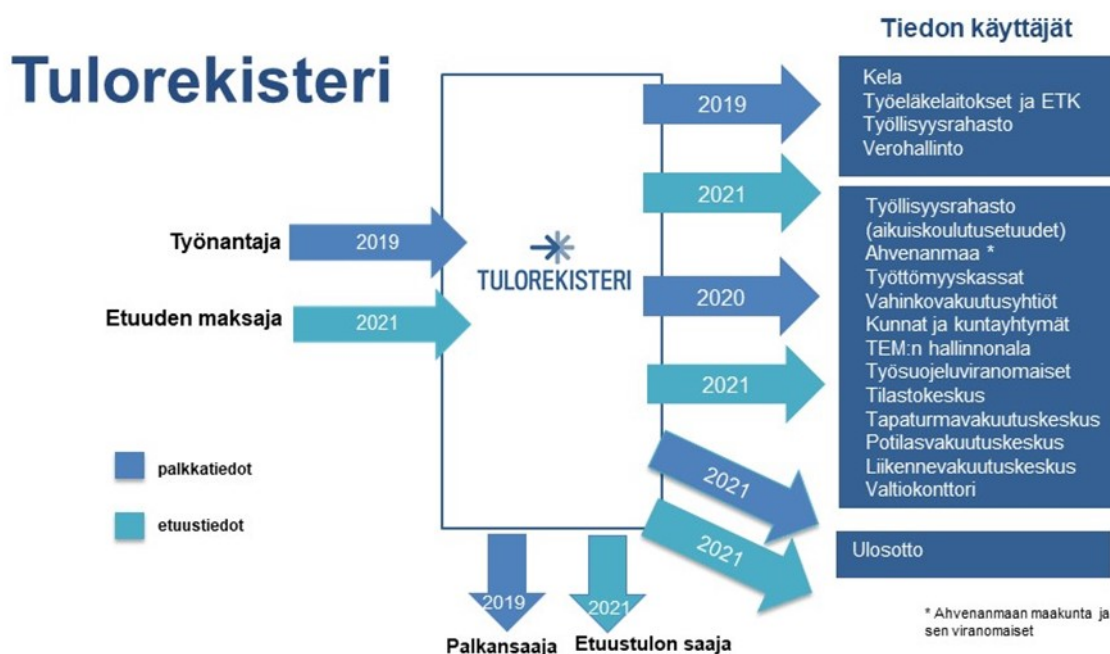 Tulorekisteri
Työnantaja
2019
Etuuden maksaja
2021
palkkatiedot
etuustiedot
TULOREKISTERI
2019
2021
2020
2021
2021
2021
2019
Palkansaaja
2021
Etuustulon saaja
Tiedon käyttäjät
Kela
Työeläkelaitokset ja ETK
Työllisyysrahasto
Verohallinto
Työllisyysrahasto
(aikuiskoulutusetuudet)
Ahvenanmaa *
Työttömyyskassat
Vahinkovakuutusyhtiöt
Kunnat ja kuntayhtymät
TEM:n hallinnonala
Työsuojeluviranomaiset
Tilastokeskus
Tapaturmavakuutuskeskus
Potilasvakuutuskeskus
Liikennevakuutuskeskus
Valtiokonttori
Ulosotto
* Ahvenanmaan maakunta ja
sen viranomaiset